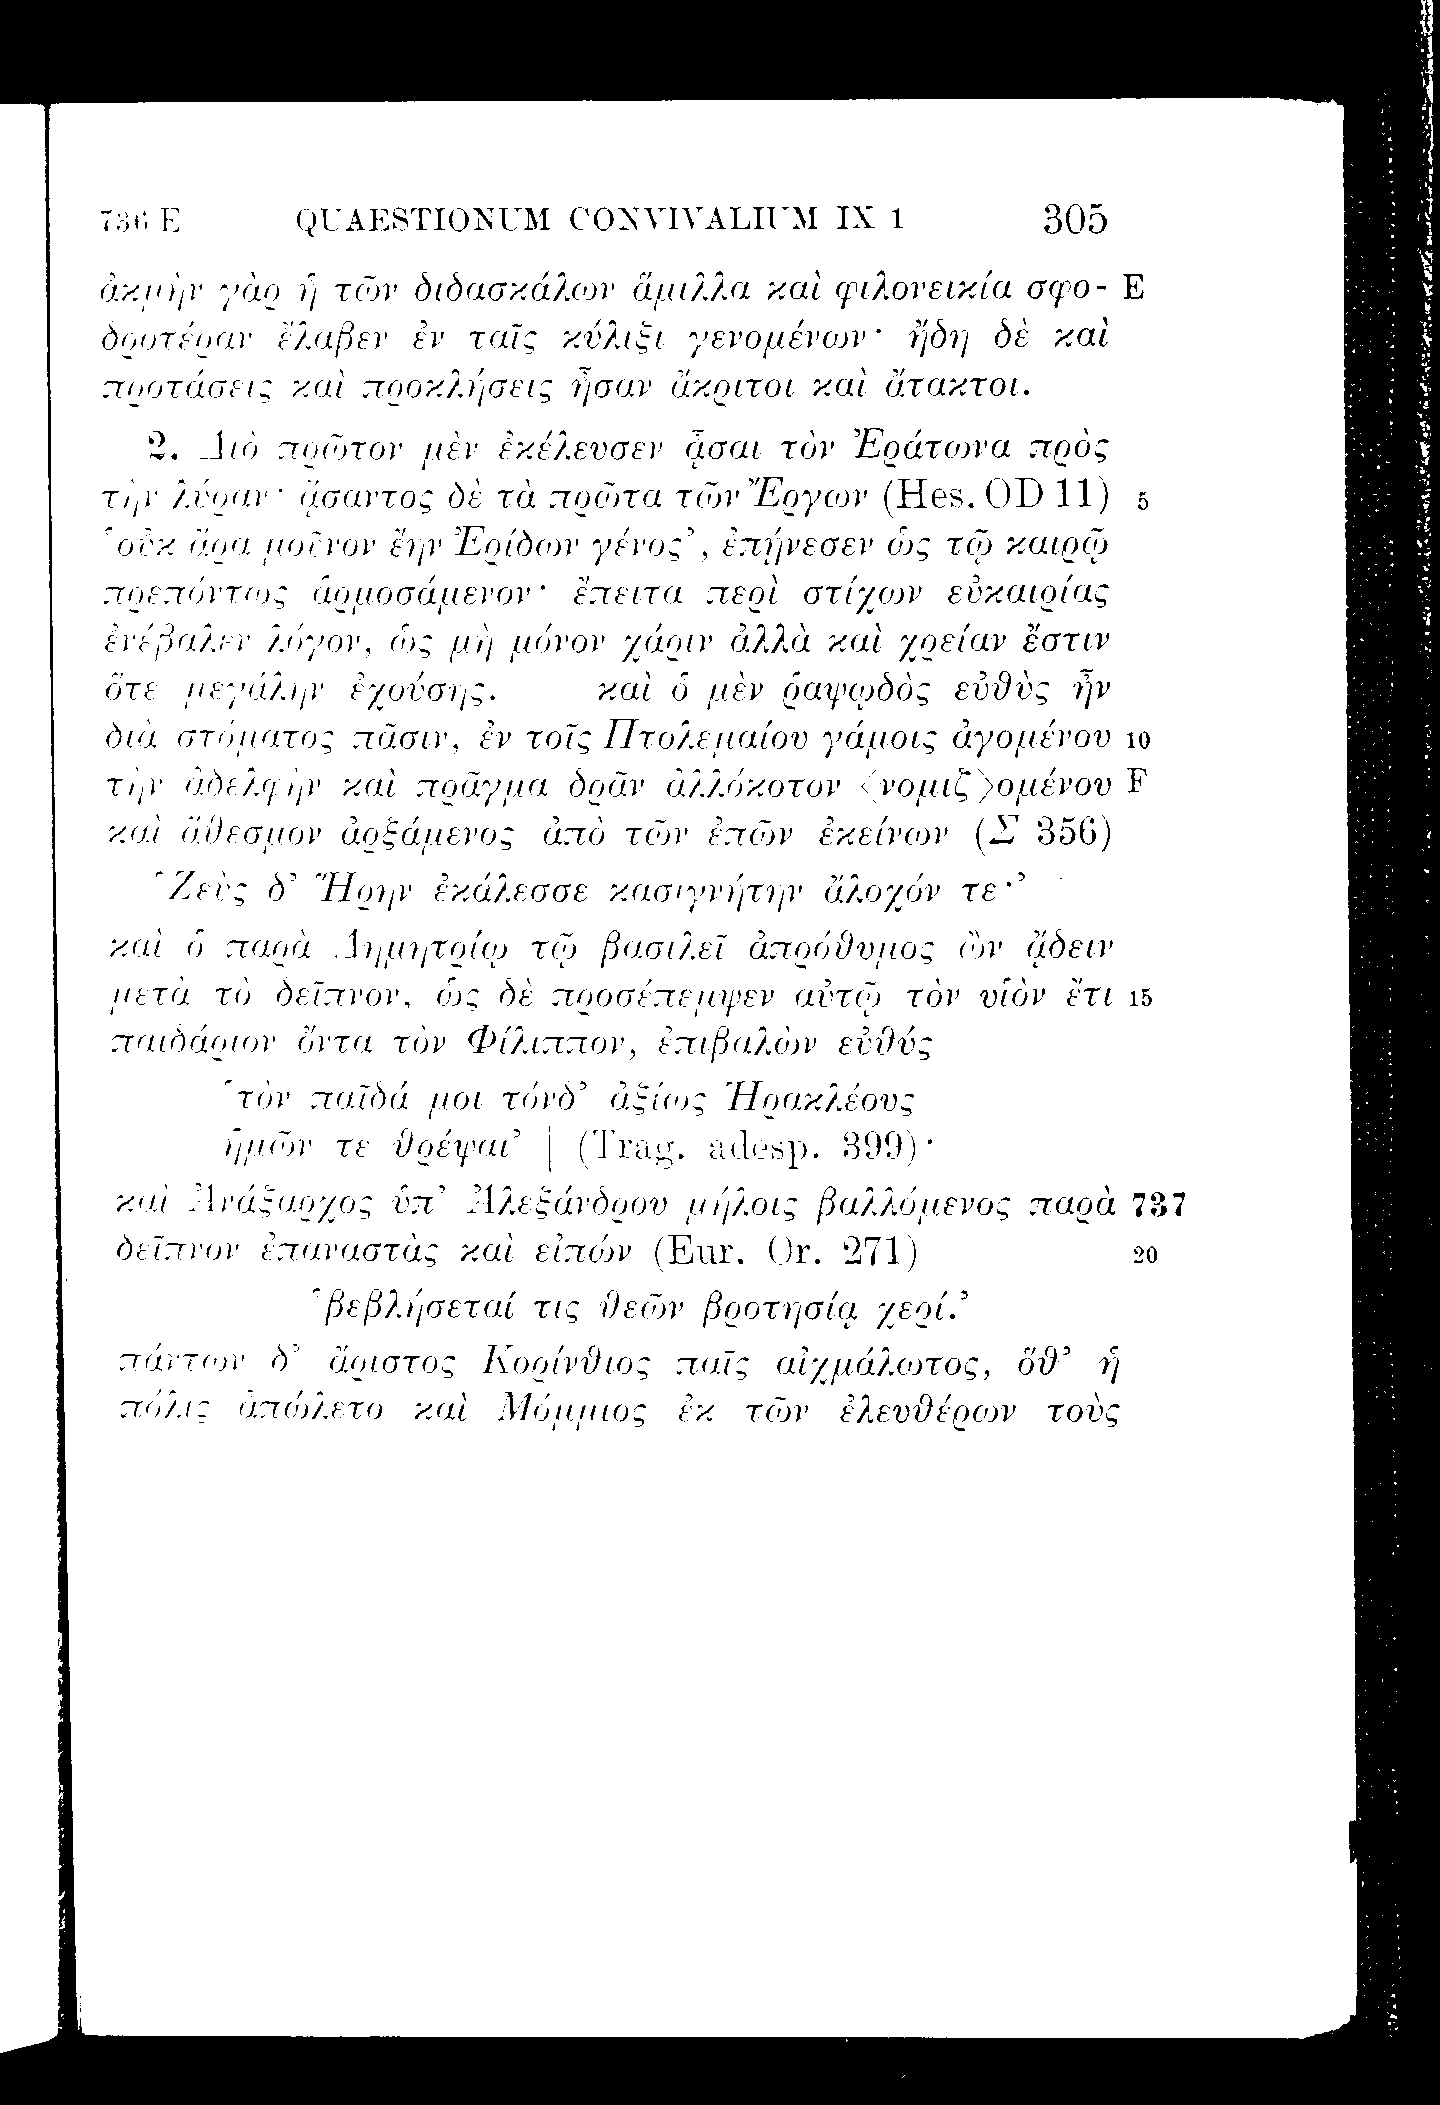 736 E QUAESTIONUM CONVIVALIUM IX 1 305
ἀκμὴν γὰρ ἡ τῶν διδασκάλων ἅμιλλα καὶ φιλονεικία σφο- E
δροτέραν ἔλαβεν ἐν ταῖς κύλιξι γενομένων· ἤδη δὲ καὶ
προτάσεις καὶ προκλήσεις ἦσαν ἄκριτοι καὶ ἄτακτοι.
2. Διὸ πρῶτον μὲν ἐκέλευσεν ᾆσαι τὸν Ἐράτωνα πρὸς
τὴν λύραν· ᾄσαντος δὲ τὰ πρῶτα τῶν Ἔργων (Hes. OD 11) 5
‘οὐκ ἄρα μοῦνον ἔην Ἐρίδων γένος’, ἐπῄνεσεν ὡς τῷ καιρῷ
πρεπόντως ἁρμοσάμενον· ἔπειτα περὶ στίχων εὐκαιρίας
ἐνέβαλεν λόγον, ὡς μὴ μόνον χάριν ἀλλὰ καὶ χρείαν ἔστιν
ὅτε μεγάλην ἐχούσης. καὶ ὁ μὲν ῥαψῳδὸς εὐθὺς ἦν
διὰ στόματος πᾶσιν, ἐν τοῖς Πτολεμαίου γάμοις ἀγομένου 10
τὴν ἀδελφὴν καὶ πρᾶγμα δρᾶν ἀλλόκοτον <νομιζ>ομένου F
καὶ ἄθεσμον ἀρξάμενος ἀπὸ τῶν ἐπῶν ἐκείνων (Σ 356)
‘Ζεὺς δ’ Ἥρην ἐκάλεσσε κασιγνήτην ἄλοχόν τε·’
καὶ ὁ παρὰ Δημητρίῳ τῷ βασιλεῖ ἀπρόθυμος ὢν ᾄδειν
μετὰ τὸ δεῖπνον, ὡς δὲ προσέπεμψεν αὐτῷ τὸν υἱὸν ἔτι 15
παιδάριον ὄντα τὸν Φίλιππον, ἐπιβαλὼν εὐθύς
‘τὸν παῖδά μοι τόνδ’ ἀξίως Ἡρακλέους
ἡμῶν τε θρέψαι’ | (Trag. adesp. 399)·
καὶ Ἀνάξαρχος ὑπ’ Ἀλεξάνδρου μήλοις βαλλόμενος παρὰ 737
δεῖπνον ἐπαναστὰς καὶ εἰπών (Eur. Or. 271) 20
‘βεβλήσεταί τις θεῶν βροτησίᾳ χερί.’
πάντων δ’ ἄριστος Κορίνθιος παῖς αἰχμάλωτος, ὅθ’ ἡ
πόλις ἀπώλετο καὶ Μόμμιος ἐκ τῶν ἐλευθέρων τοὺς